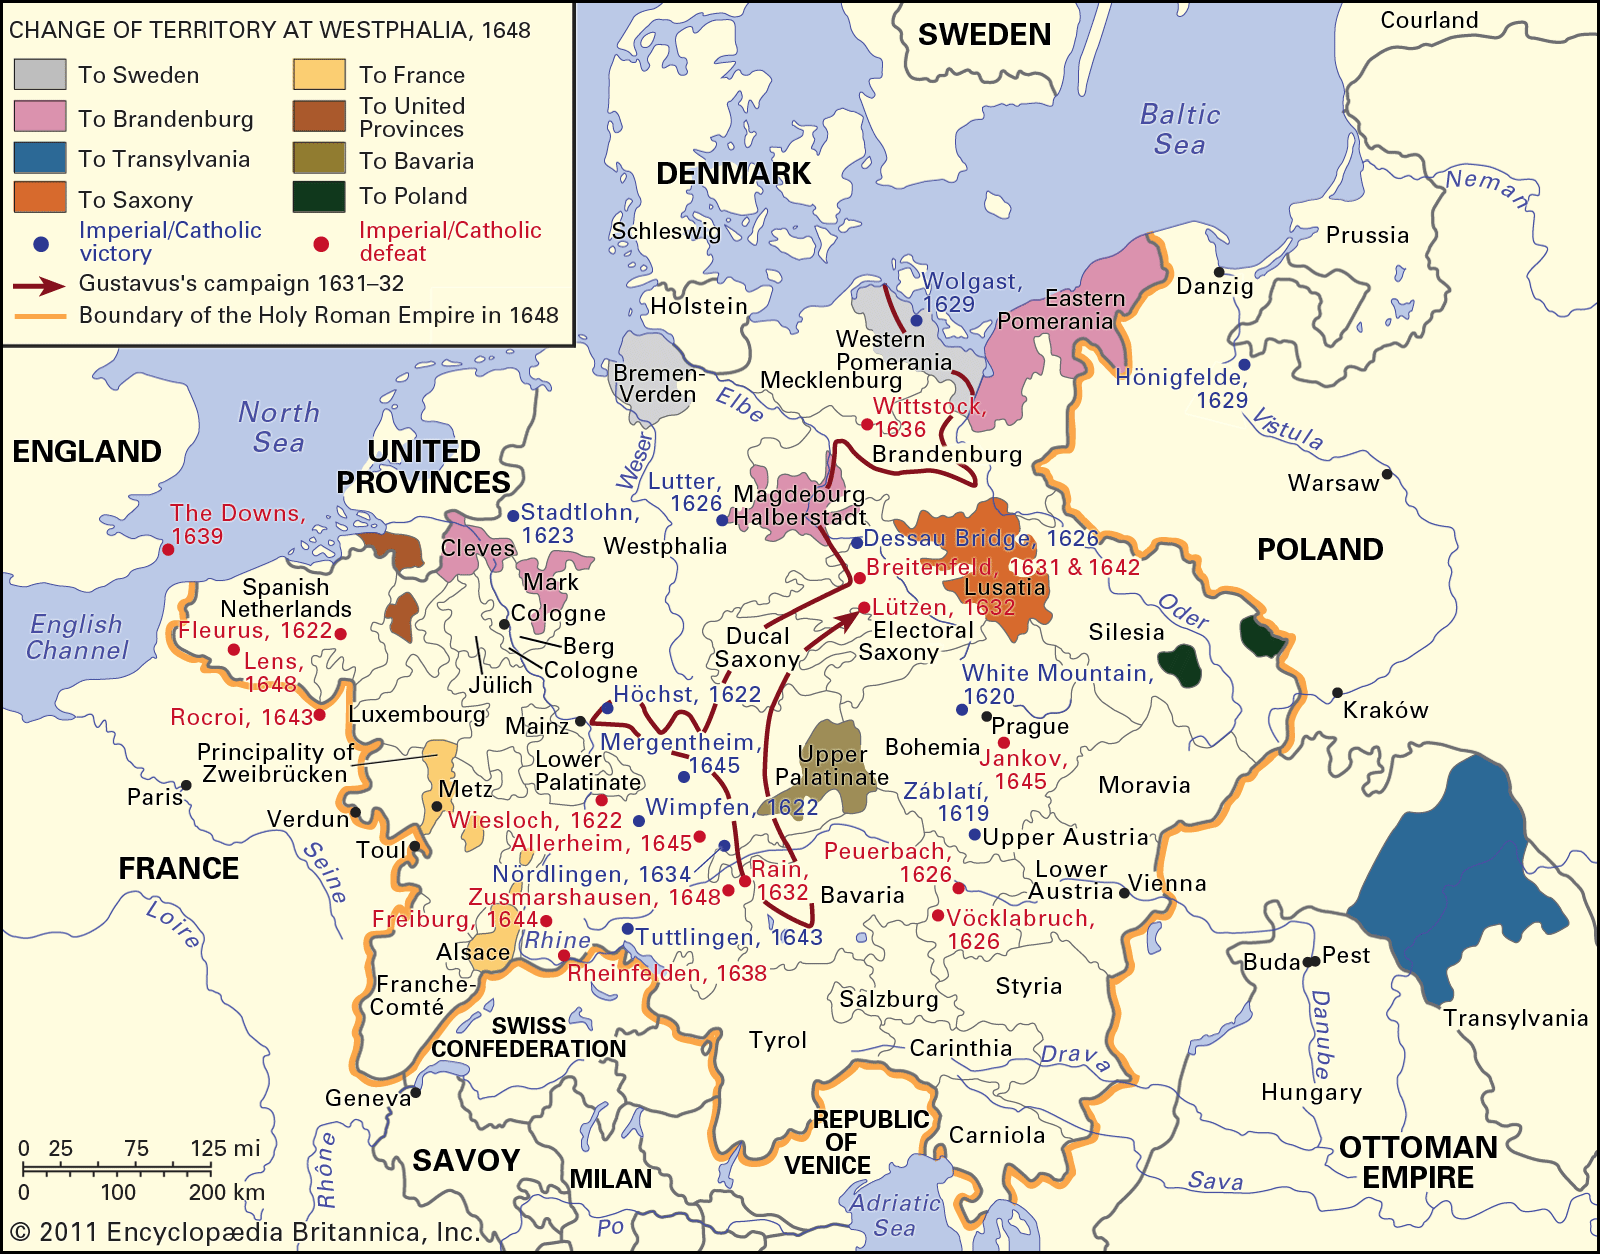 CHANGE OF TERRITORY AT WESTPHALIA, 1648
To Sweden
To France
To Brandenburg
To United
Provinces
To Transylvania
To Bavaria
To Saxony
To Poland
Imperial/Catholic
victory
Imperial/Catholic
defeat
Gustavus's campaign 1631–32
Boundary of the Holy Roman Empire in 1648
SWEDEN
Courland
Baltic
Sea
DENMARK
Neman
Schleswig
Prussia
Holstein
Wolgast,
1629
Danzig
Eastern
Pomerania
Western
Pomerania
Bremen-
Verden
Mecklenburg
Elbe
Hönigfelde,
1629
Wittstock,
1636
Vistula
North
Sea
ENGLAND
UNITED
PROVINCES
Weser
Brandenburg
Warsaw
Lutter,
1626
Magdeburg
Halberstadt
The Downs,
1639
Stadtlohn,
1623
Westphalia
Dessau Bridge, 1626
POLAND
Cleves
Breitenfeld, 1631 & 1642
Mark
Lusatia
Spanish
Netherlands
Cologne
Lützen, 1632
Oder
English
Channel
Fleurus, 1622
Berg
Cologne
Ducal
Saxony
Electoral
Saxony
Silesia
Lens,
1648
Jülich
White Mountain,
1620
Höchst, 1622
Rocroi, 1643
Luxembourg
Mainz
Prague
Kraków
Principality of
Zweibrücken
Mergentheim,
1645
Bohemia
Jankov,
1645
Lower
Palatinate
Upper
Palatinate
Moravia
Paris
Metz
Záblatí,
1619
Verdun
Wiesloch, 1622
Wimpfen, 1622
Toul
Allerheim, 1645
Upper Austria
Seine
FRANCE
Peuerbach,
1626
Lower
Austria
Vienna
Nördlingen, 1634
Rain,
1632
Zusmarshausen, 1648
Bavaria
Loire
Freiburg, 1644
Vöcklabruch,
1626
Rhine
Tuttlingen, 1643
Alsace
Rheinfelden, 1638
Buda
Pest
Franche-
Comté
Styria
Salzburg
SWISS
CONFEDERATION
Transylvania
Tyrol
Carinthia
Drava
Danube
Geneva
Hungary
REPUBLIC
OF
VENICE
Carniola
0 25 75 125 mi
0 100 200 km
Rhône
SAVOY
MILAN
OTTOMAN
EMPIRE
Sava
Adriatic
Sea
Po
© 2011 Encyclopædia Britannica, Inc.